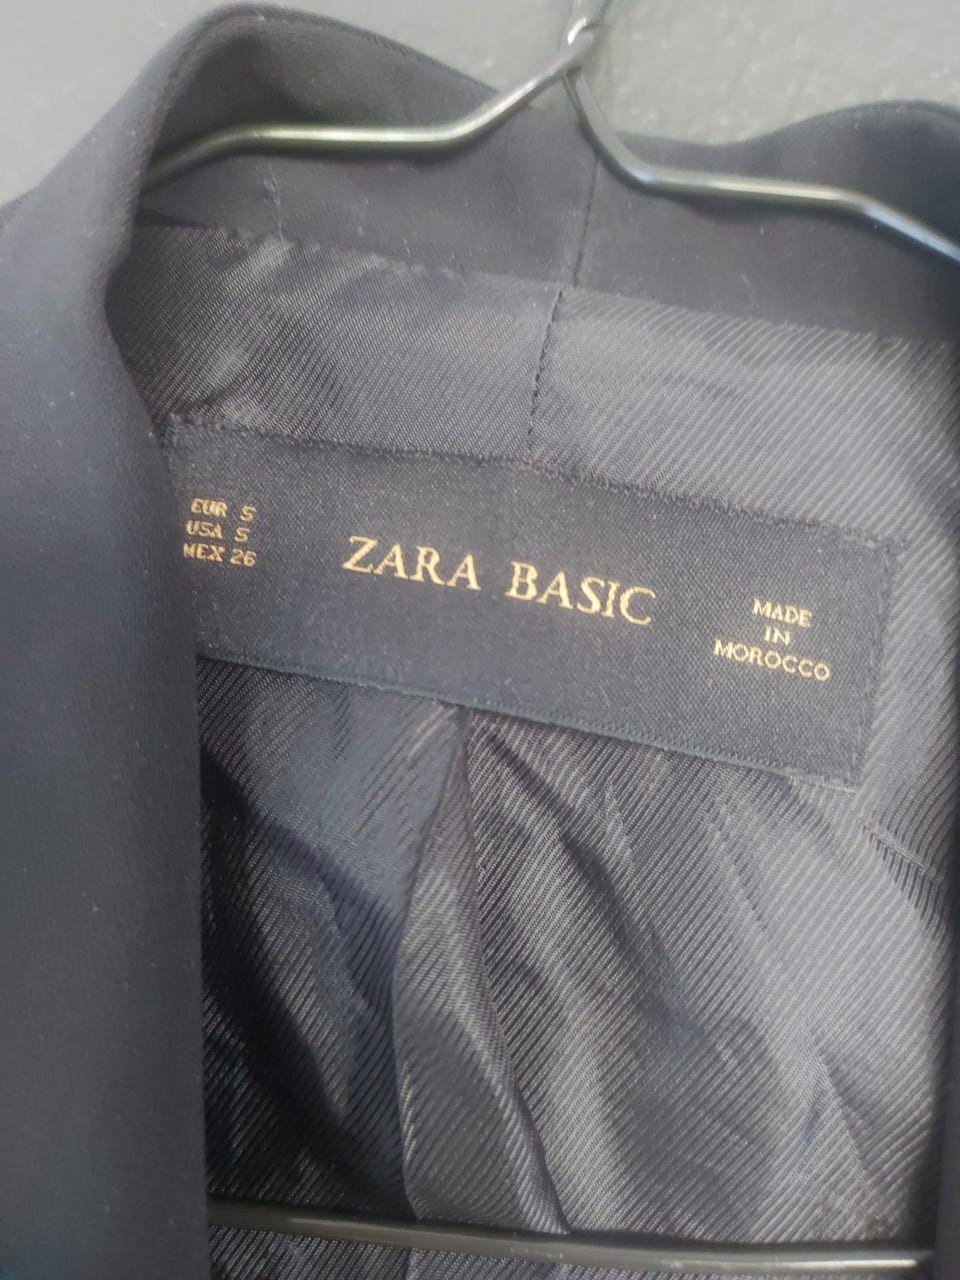 EUR S
USA S
MEX 26
ZARA BASIC
MADE
IN
MOROCCO